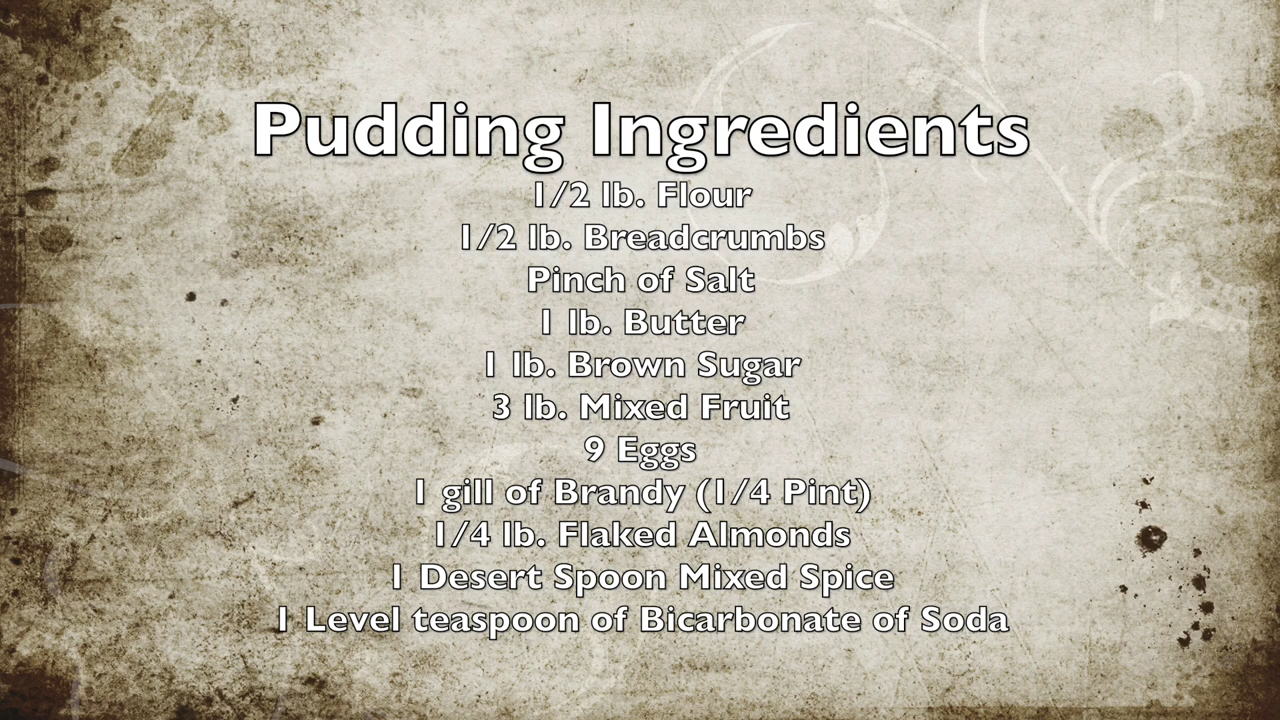 Pudding Ingredients
1/2 lb. Flour
1/2 lb. Breadcrumbs
Pinch of Salt
1 lb. Butter
1 lb. Brown Sugar
3 lb. Mixed Fruit
9 Eggs
1 gill of Brandy (1/4 Pint)
1/4 lb. Flaked Almonds
1 Desert Spoon Mixed Spice
1 Level teaspoon of Bicarbonate of Soda